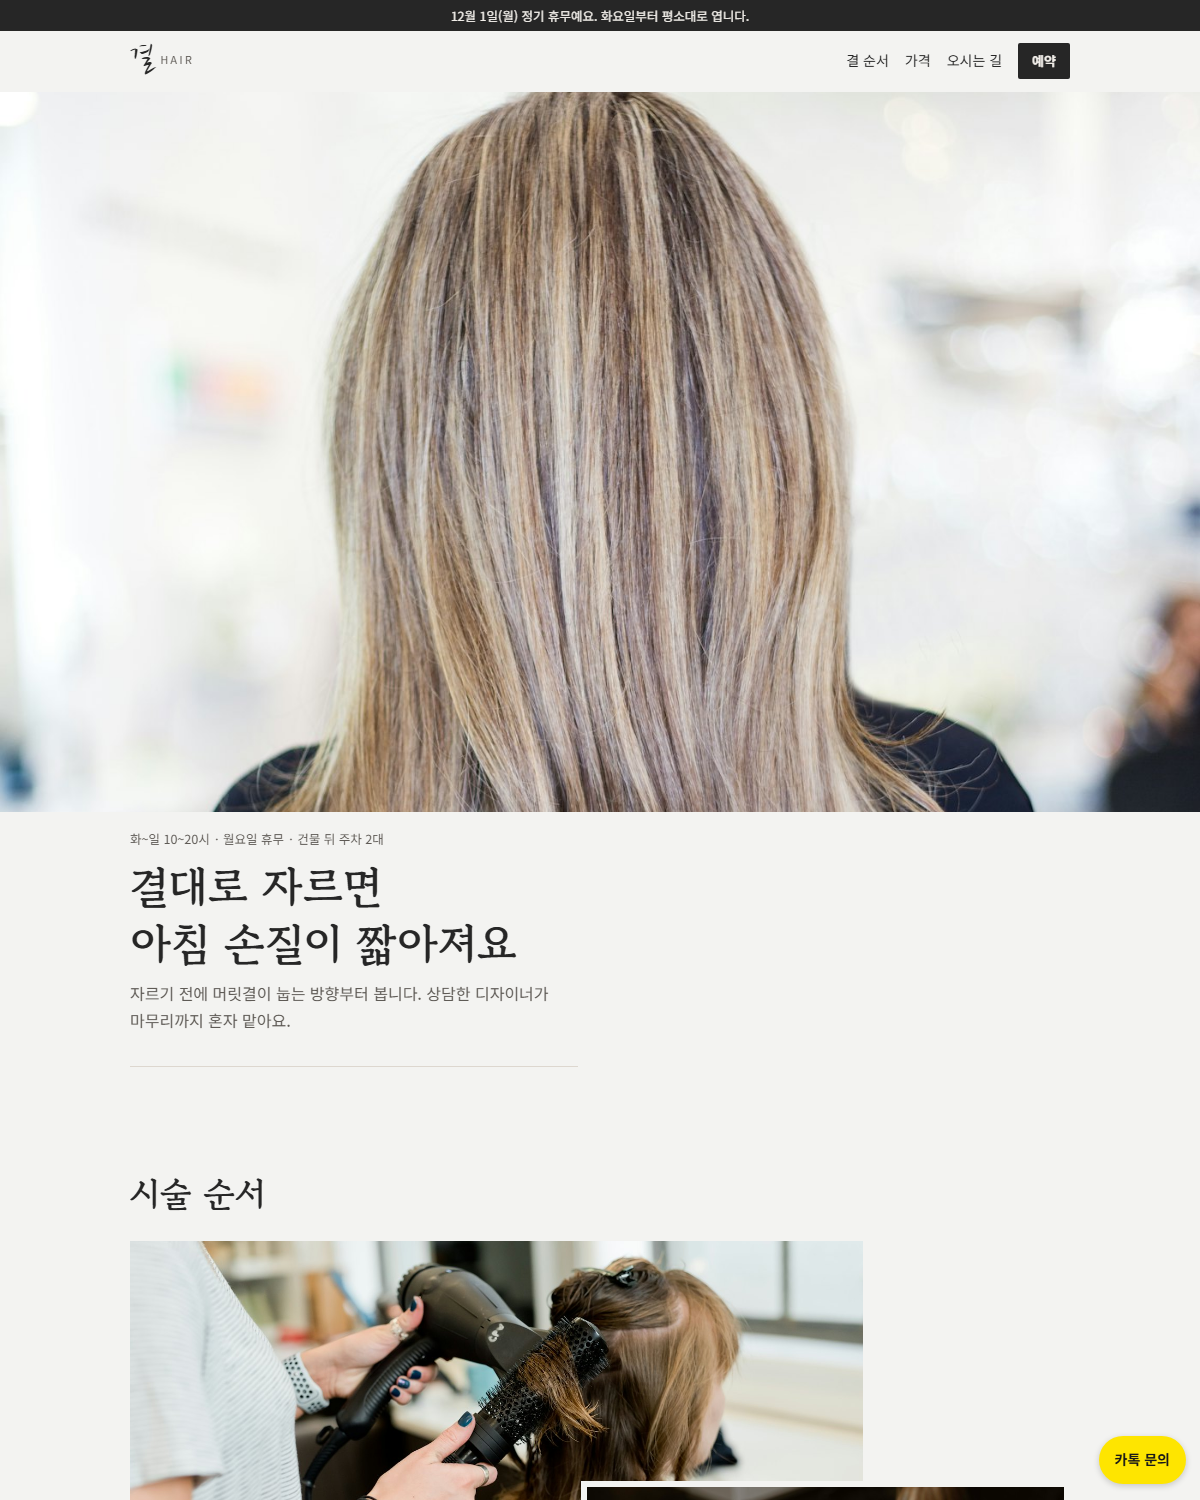 12월 1일(월) 정기 휴무예요. 화요일부터 평소대로 엽니다.
결 HAIR
결 순서 가격 오시는 길 예약
화~일 10~20시 · 월요일 휴무 · 건물 뒤 주차 2대
결대로 자르면
아침 손질이 짧아져요
자르기 전에 머릿결이 눕는 방향부터 봅니다. 상담한 디자이너가
마무리까지 혼자 맡아요.
시술 순서
카톡 문의